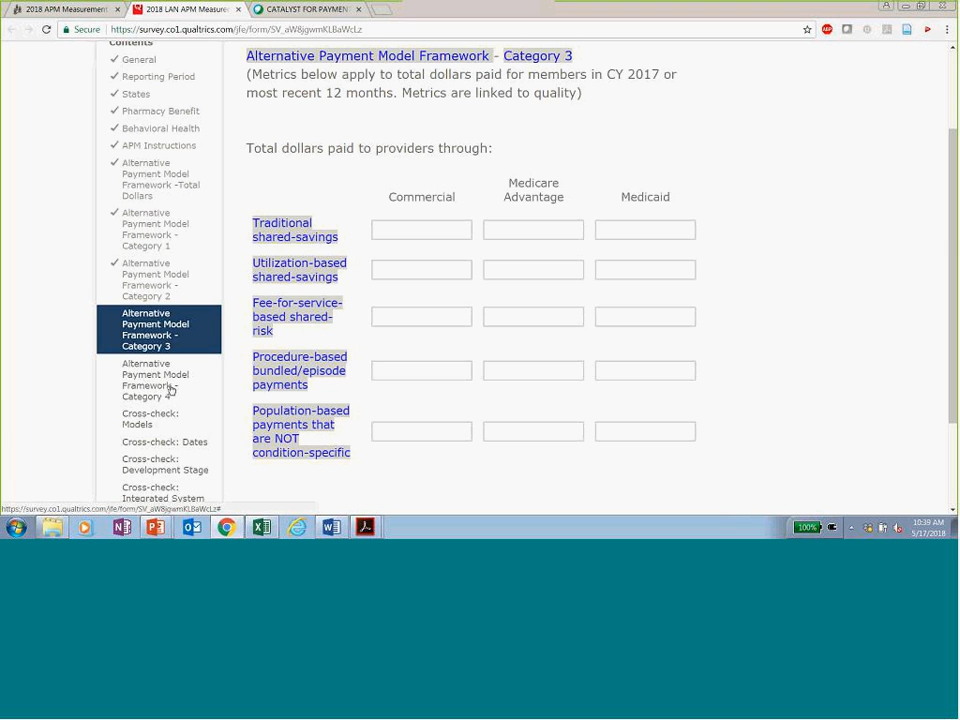 2018 APM Measurement
2018 LAN APM Measure
CATALYST FOR PAYMENT
Secure
https://survey.co1.qualtrics.com/jfe/form/SV_aW8jgwmKLBaWcLz
Contents
General
Reporting Period
States
Pharmacy Benefit
Behavioral Health
APM Instructions
Alternative
Payment Model
Framework -Total
Dollars
Alternative
Payment Model
Framework -
Category 1
Alternative
Payment Model
Framework -
Category 2
Alternative
Payment Model
Framework -
Category 3
Alternative
Payment Model
Framework -
Category 4
Cross-check:
Models
Cross-check: Dates
Cross-check:
Development Stage
Cross-check:
Integrated System
Alternative Payment Model Framework - Category 3
(Metrics below apply to total dollars paid for members in CY 2017 or
most recent 12 months. Metrics are linked to quality)
Total dollars paid to providers through:
Commercial
Medicare
Advantage
Medicaid
Traditional
shared-savings
Utilization-based
shared-savings
Fee-for-service-
based shared-
risk
Procedure-based
bundled/episode
payments
Population-based
payments that
are NOT
condition-specific
https://survey.co1.qualtrics.com/jfe/form/SV_aW8jgwmKLBaWcLz#
100%
10:39 AM
5/17/2018